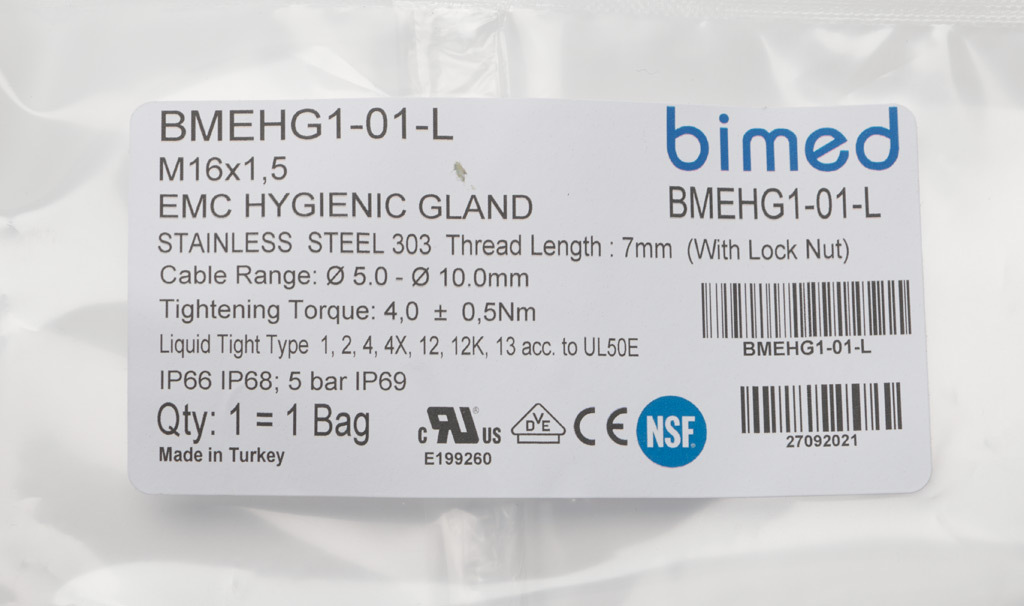 BMEHG1-01-L
bimed
M16x1,5
EMC HYGIENIC GLAND
BMEHG1-01-L
STAINLESS STEEL 303 Thread Length : 7mm (With Lock Nut)
Cable Range: Ø 5.0 - Ø 10.0mm
Tightening Torque: 4,0 ± 0,5Nm
Liquid Tight Type 1, 2, 4, 4X, 12, 12K, 13 acc. to UL50E
BMEHG1-01-L
IP66 IP68; 5 bar IP69
Qty: 1 = 1 Bag
c RU US
®
DVE
CE
NSF.
27092021
Made in Turkey
E199260